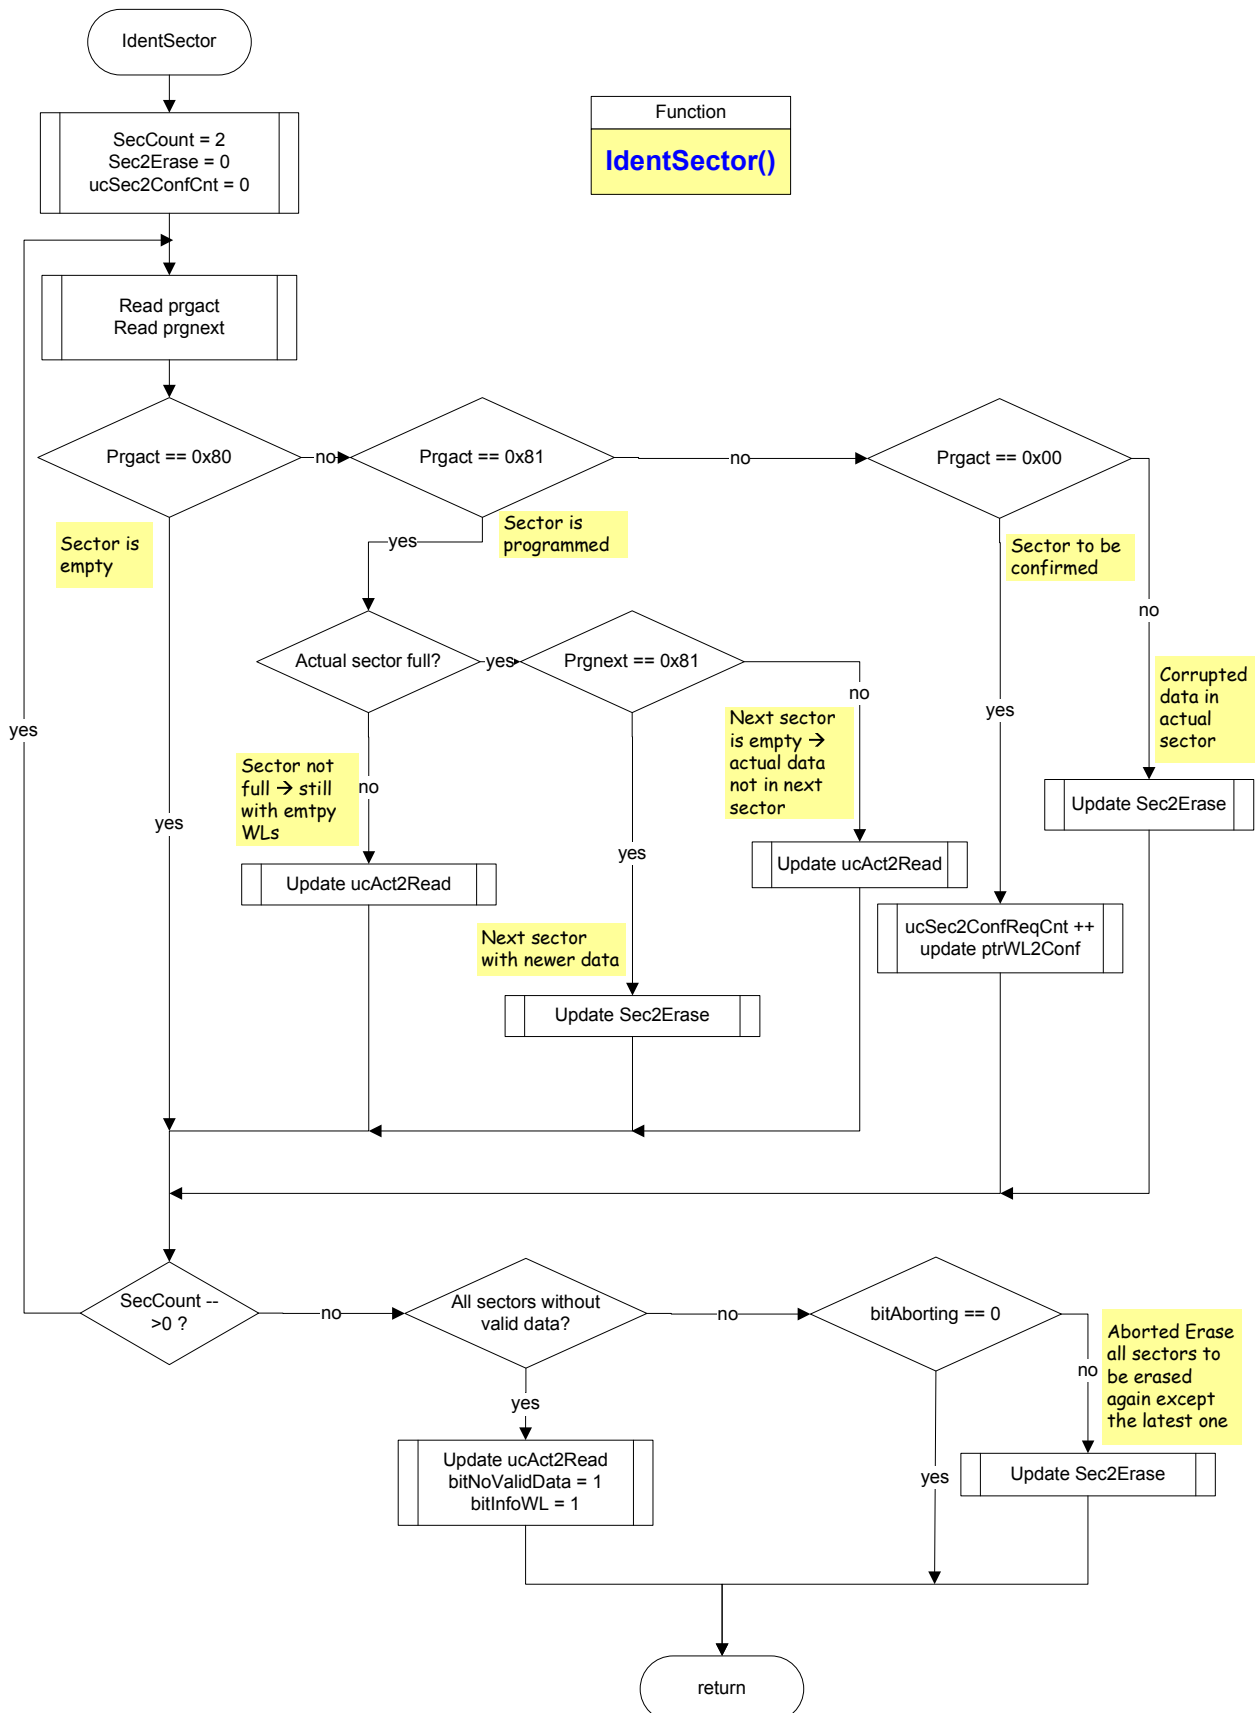 IdentSector
Function
IdentSector()
SecCount = 2
Sec2Erase = 0
ucSec2ConfCnt = 0
Read prgact
Read prgnext
Prgact == 0x80
no
Prgact == 0x81
no
Prgact == 0x00
Sector is
empty
yes
Sector is
programmed
Sector to be
confirmed
no
Actual sector full?
yes
Prgnext == 0x81
no
Corrupted
data in
actual
sector
yes
yes
Next sector
is empty →
actual data
not in next
sector
Sector not
full → still
with emtpy
WLs
no
yes
yes
Update Sec2Erase
Update ucAct2Read
Update ucAct2Read
ucSec2ConfReqCnt ++
update ptrWL2Conf
Next sector
with newer data
Update Sec2Erase
SecCount --
>0 ?
no
All sectors without
valid data?
no
bitAborting == 0
no
Aborted Erase
all sectors to
be erased
again except
the latest one
yes
Update ucAct2Read
bitNoValidData = 1
bitInfoWL = 1
yes
Update Sec2Erase
return